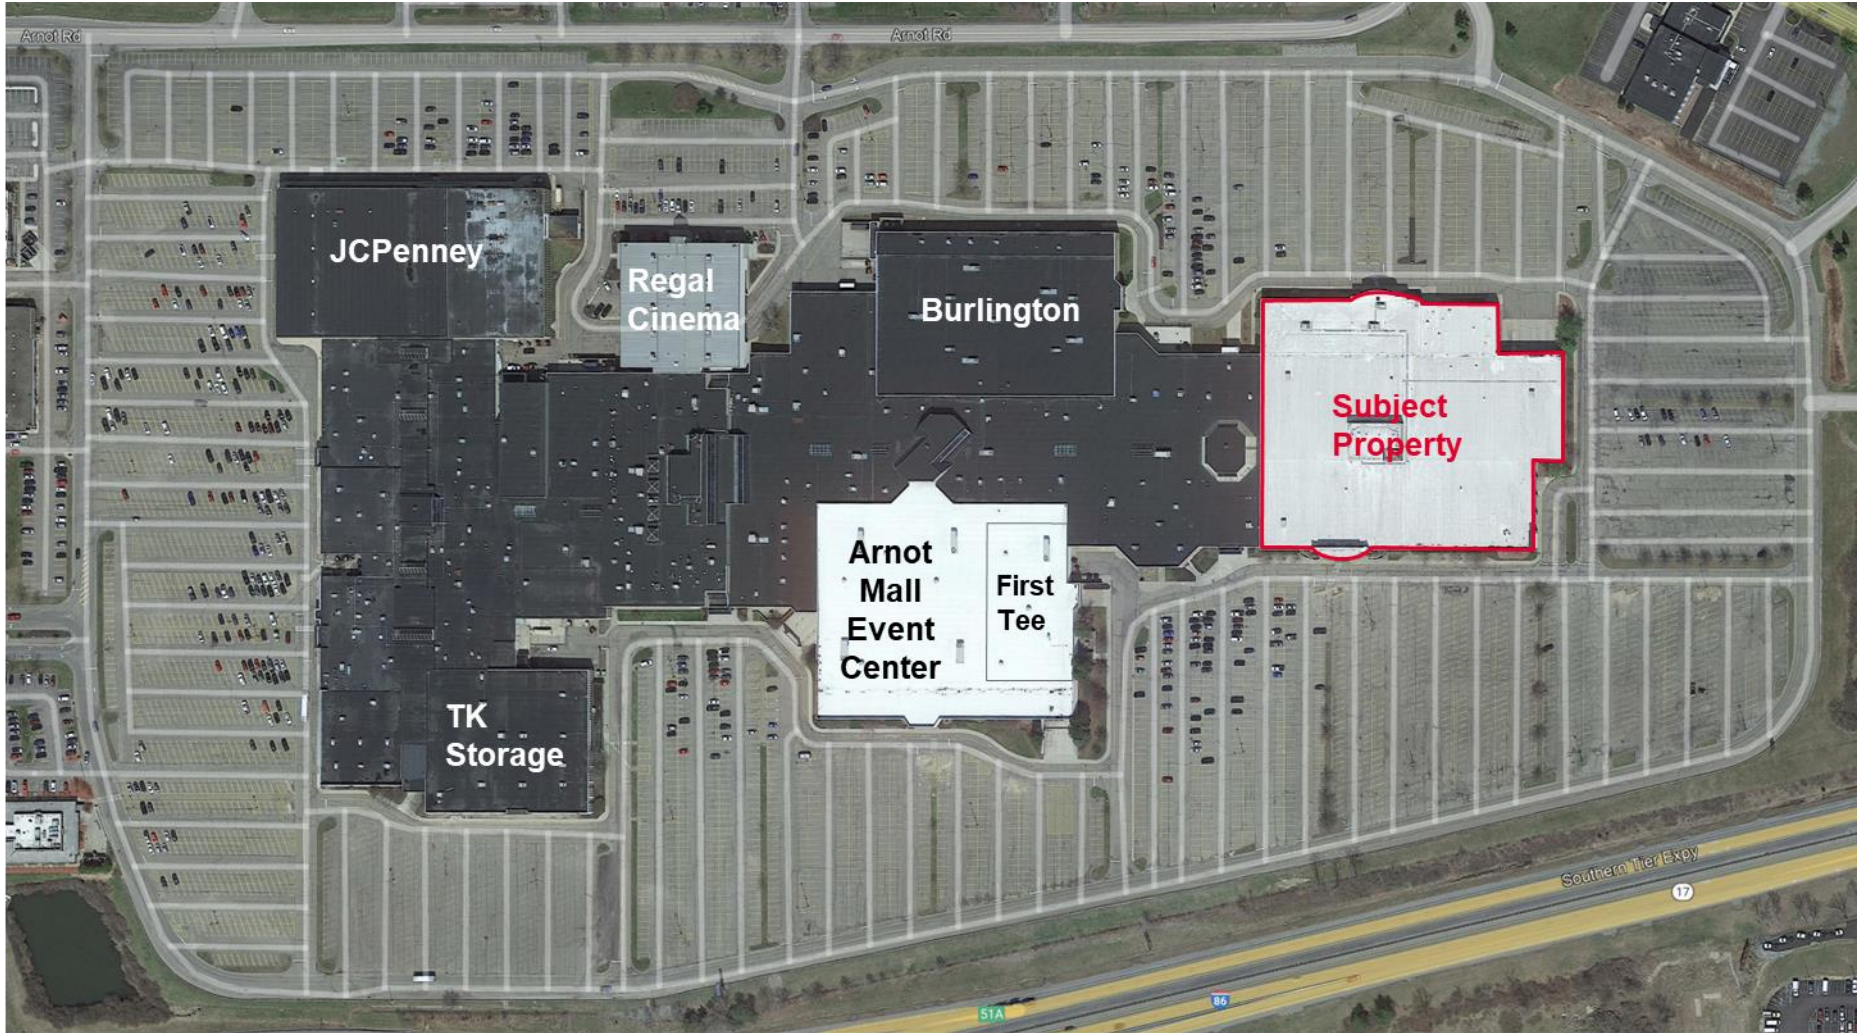 Arnot Rd
Arnot Rd
JCPenney
Regal
Cinema
Burlington
Subject
Property
Arnot
Mall
Event
Center
First
Tee
TK
Storage
Southern Tier Expy
17
86
51A